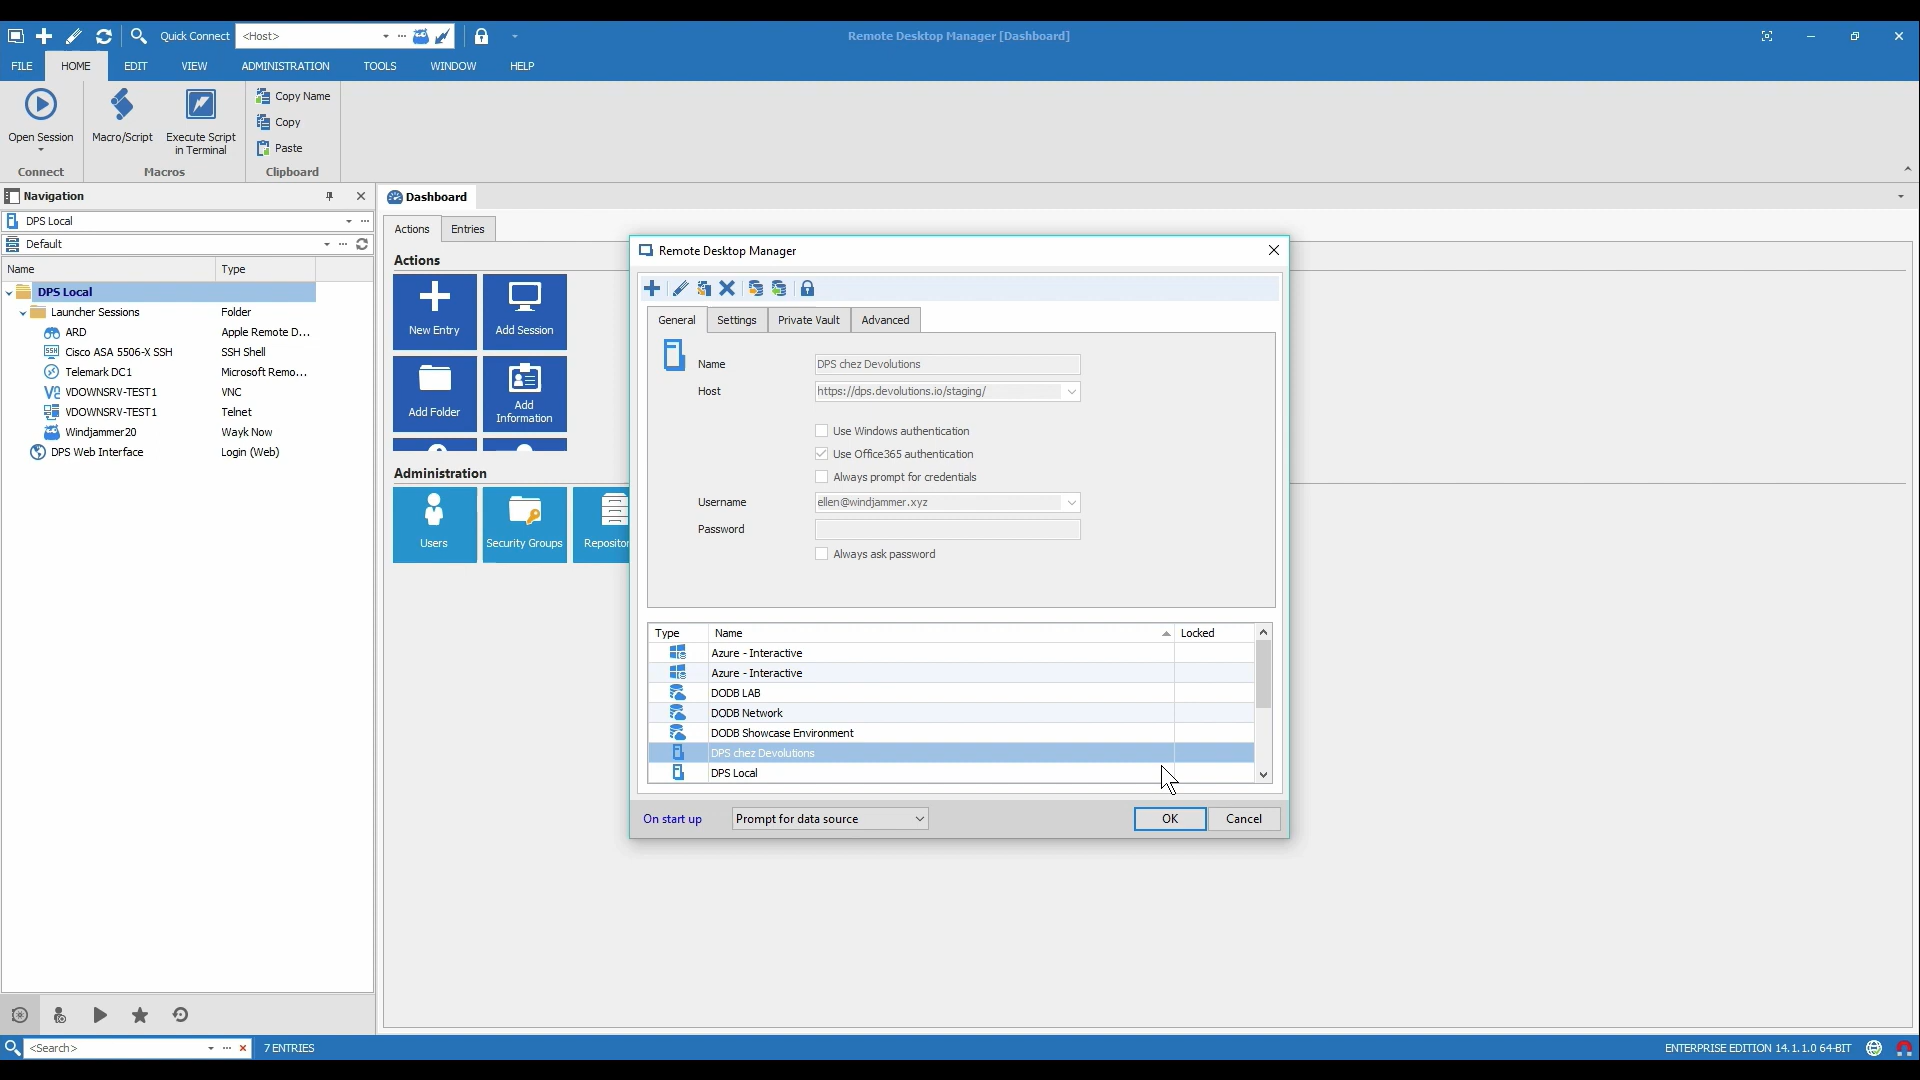 Quick Connect <Host> Remote Desktop Manager [Dashboard]
FILE HOME EDIT VIEW ADMINISTRATION TOOLS WINDOW HELP
Open Session
Connect
Macro/Script
Execute Script
in Terminal
Macros
Copy Name
Copy
Paste
Clipboard
Navigation
DPS Local
Default
Name Type
DPS Local
Launcher Sessions Folder
ARD Apple Remote D...
Cisco ASA 5506-X SSH SSH Shell
Telemark DC1 Microsoft Remo...
VDOWNSRV-TEST1 VNC
VDOWNSRV-TEST1 Telnet
Windjammer20 Wayk Now
DPS Web Interface Login (Web)
Dashboard
Actions Entries
Actions
New Entry
Add Session
Add Folder
Add
Information
Administration
Users
Security Groups
Repositor
Remote Desktop Manager
General Settings Private Vault Advanced
Name DPS chez Devolutions
Host https://dps.devolutions.io/staging/
Use Windows authentication
Use Office365 authentication
Always prompt for credentials
Username ellen@windjammer.xyz
Password
Always ask password
Type Name Locked
Azure - Interactive
Azure - Interactive
DODB LAB
DODB Network
DODB Showcase Environment
DPS chez Devolutions
DPS Local
On start up Prompt for data source OK Cancel
<Search> 7 ENTRIES ENTERPRISE EDITION 14.1.1.0 64-BIT